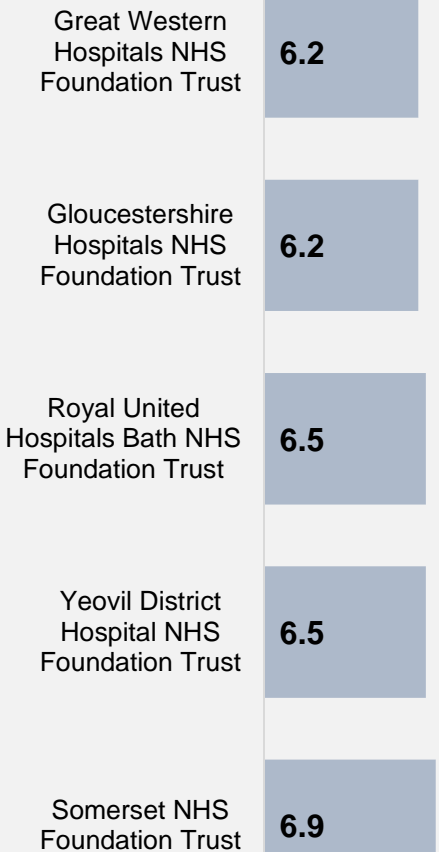 Great Western
Hospitals NHS
Foundation Trust
6.2
Gloucestershire
Hospitals NHS
Foundation Trust
6.2
Royal United
Hospitals Bath NHS
Foundation Trust
6.5
Yeovil District
Hospital NHS
Foundation Trust
6.5
Somerset NHS
Foundation Trust
6.9